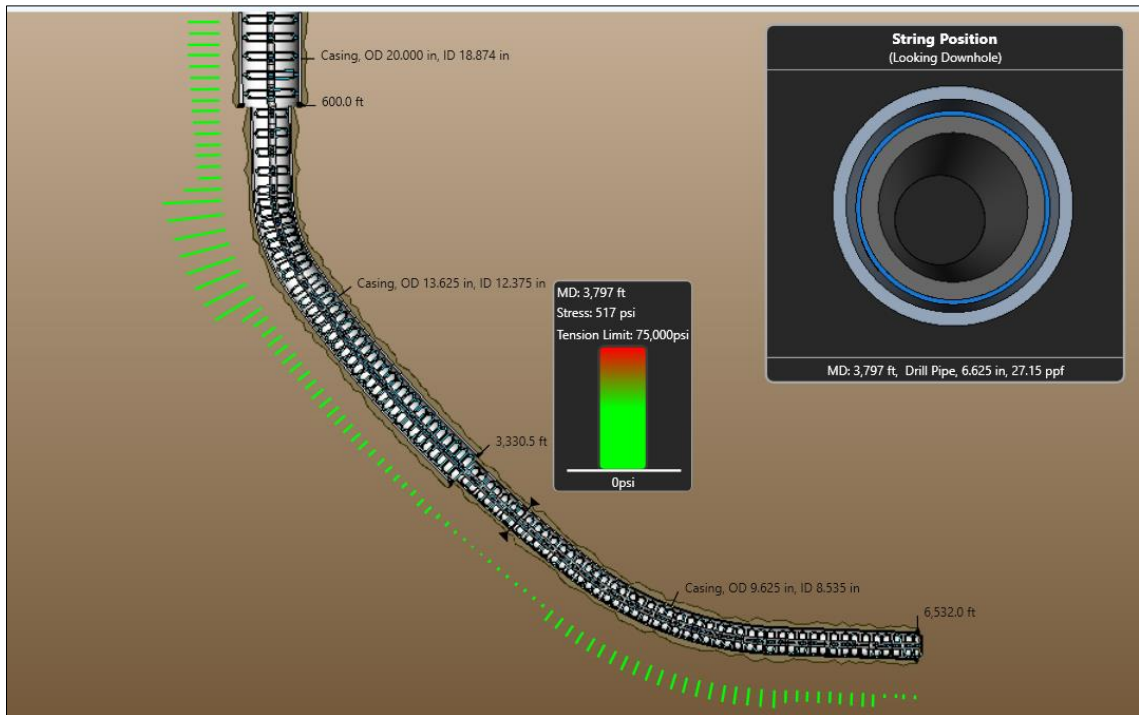 Casing, OD 20.000 in, ID 18.874 in
600.0 ft
Casing, OD 13.625 in, ID 12.375 in
3,330.5 ft
MD: 3,797 ft
Stress: 517 psi
Tension Limit: 75,000psi
0psi
Casing, OD 9.625 in, ID 8.535 in
6,532.0 ft
String Position
(Looking Downhole)
MD: 3,797 ft, Drill Pipe, 6.625 in, 27.15 ppf